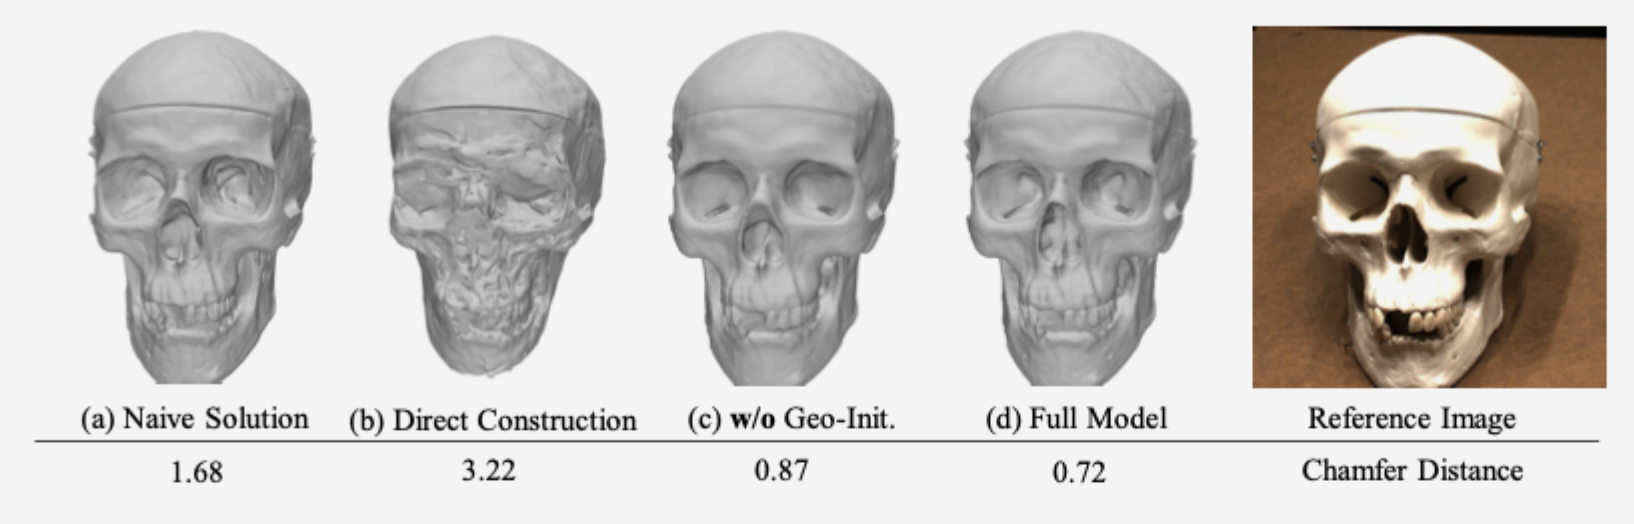 (a) Naive Solution (b) Direct Construction (c) w/o Geo-Init. (d) Full Model Reference Image
1.68 3.22 0.87 0.72 Chamfer Distance